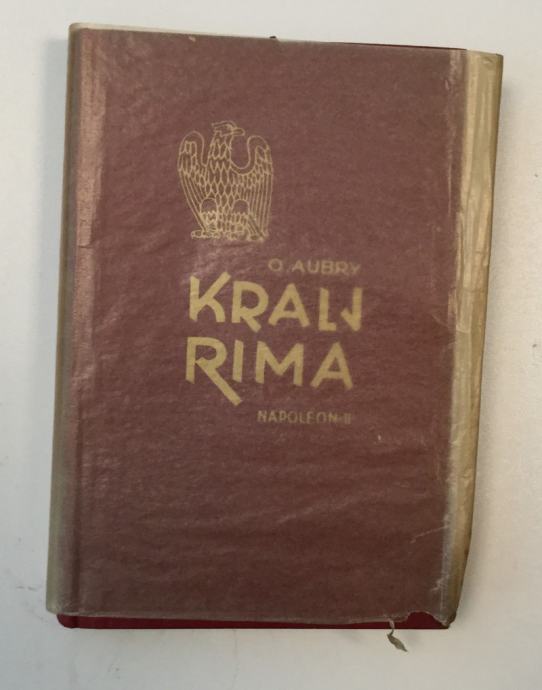 O. AUBRY
KRALJ
RIMA
NAPOLEON-II